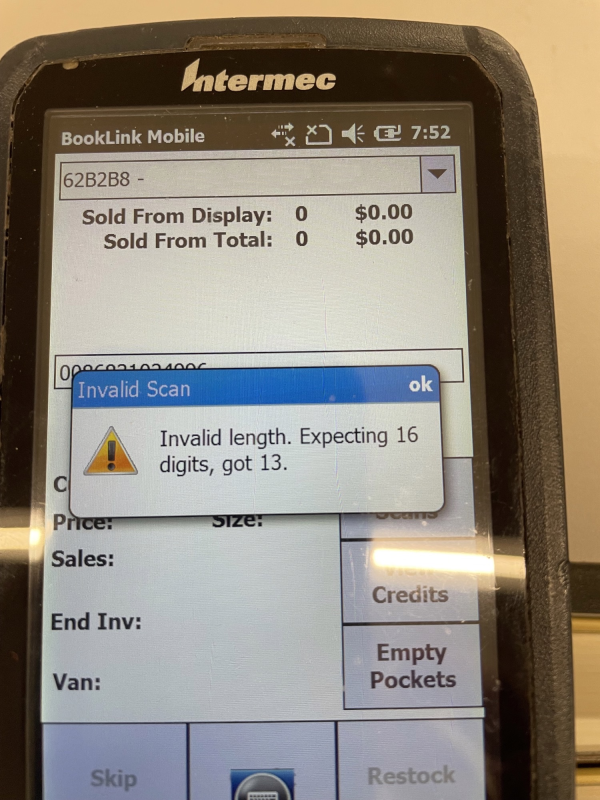 Intermec
BookLink Mobile 7:52
62B2B8 -
Sold From Display: 0 $0.00
Sold From Total: 0 $0.00
Invalid Scan ok
Invalid length. Expecting 16
digits, got 13.
Price: Size:
Scans
Sales:
Credits
End Inv:
Empty
Pockets
Van:
Skip Restock